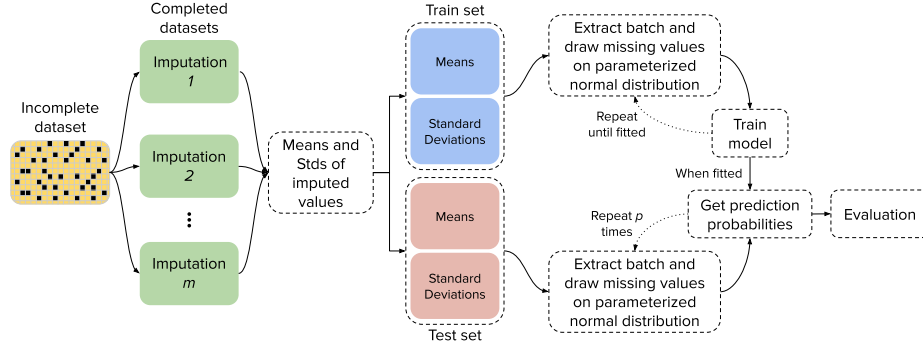 Incomplete
dataset
Completed
datasets
Imputation
1
Imputation
2
Imputation
m
Means and
Stds of
imputed
values
Train set
Means
Standard
Deviations
Means
Standard
Deviations
Test set
Extract batch and
draw missing values
on parameterized
normal distribution
Repeat
until fitted
Train
model
When fitted
Get prediction
probabilities
Evaluation
Repeat p
times
Extract batch and
draw missing values
on parameterized
normal distribution